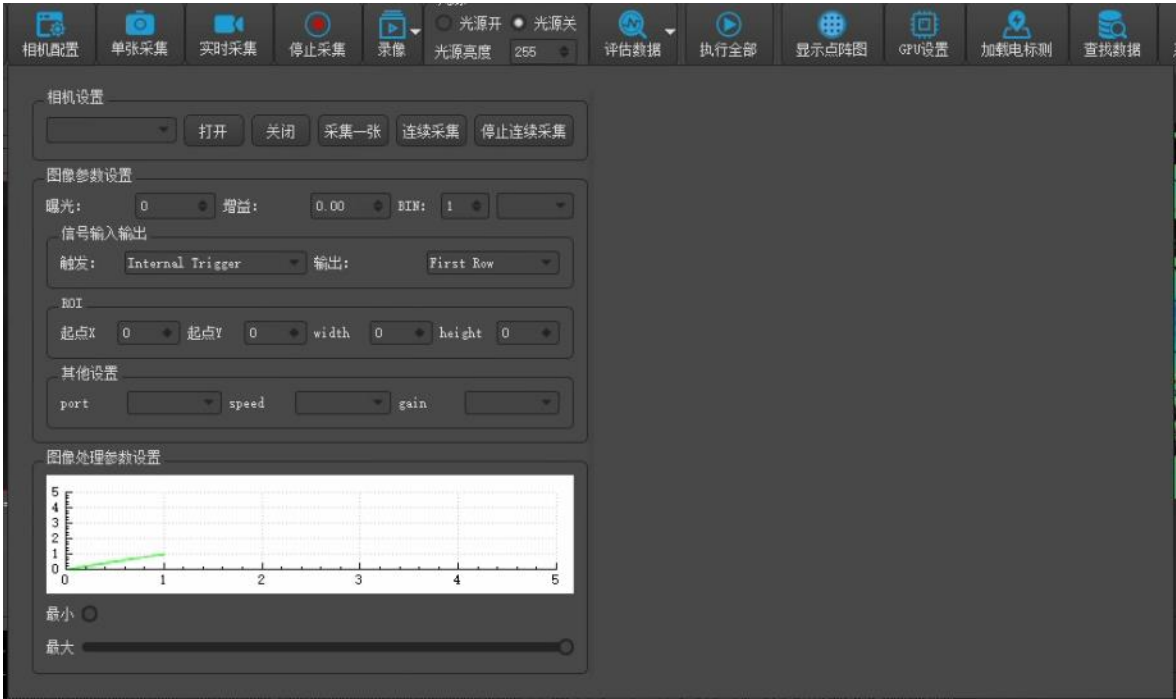 光源开 光源关
相机配置 单张采集 实时采集 停止采集 录像 光源亮度 255 评估数据 执行全部 显示点阵图 GPU设置 加载电标测 查找数据
相机设置
打开 关闭 采集一张 连续采集 停止连续采集
图像参数设置
曝光: 0 增益: 0.00 BIN: 1
信号输入输出
触发: Internal Trigger 输出: First Row
ROI
起点X 0 起点Y 0 width 0 height 0
其他设置
port speed gain
图像处理参数设置
5
4
3
2
1
0
0 1 2 3 4 5
最小
最大